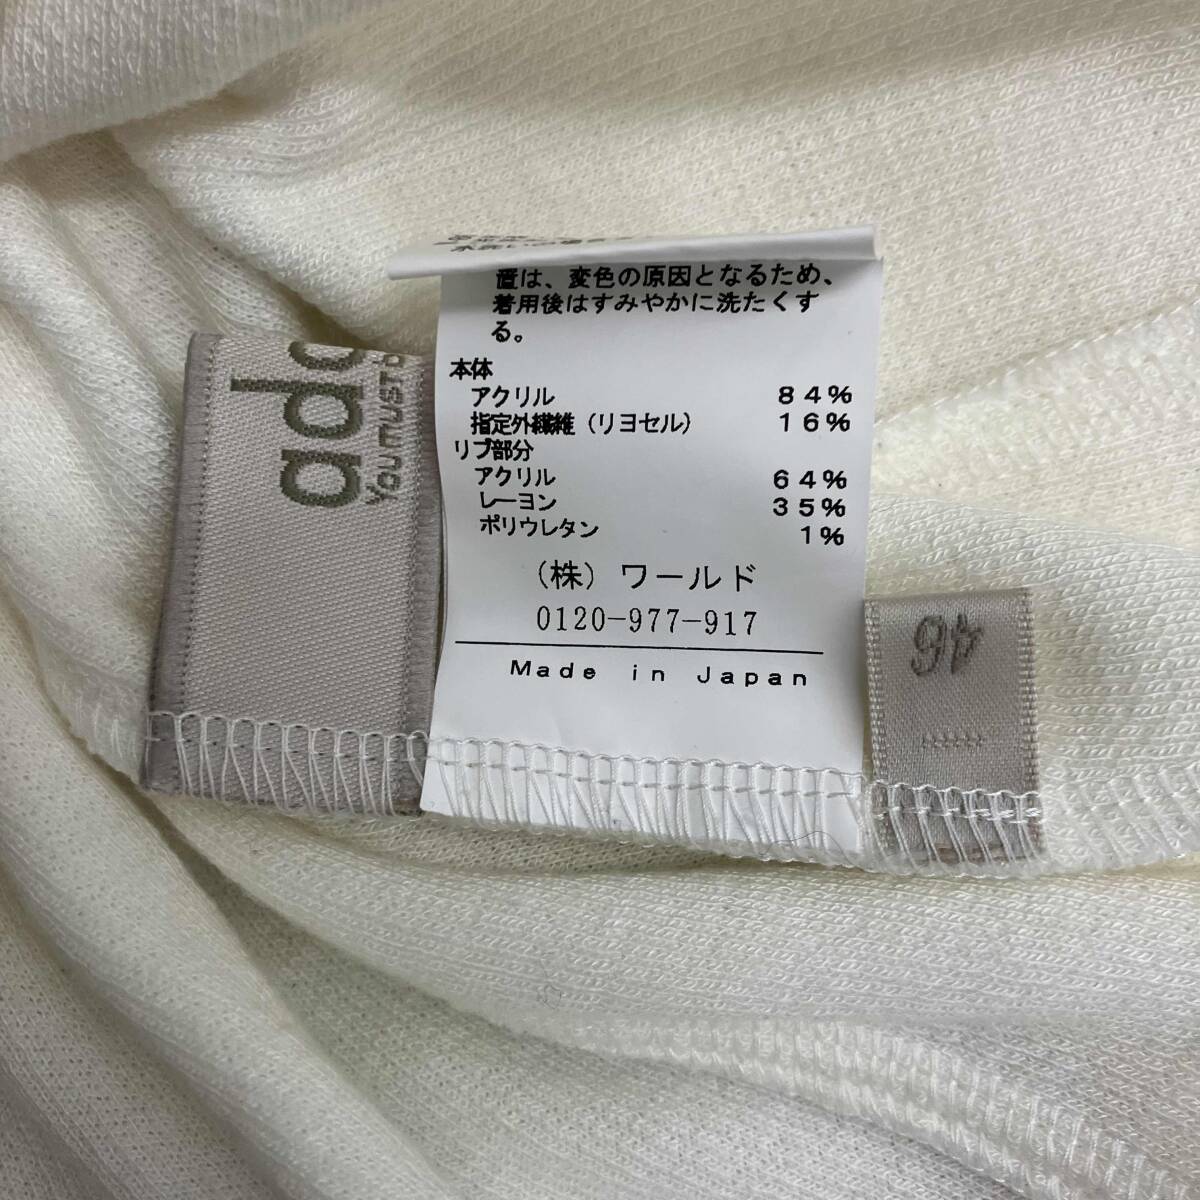 置は、変色の原因となるため、
着用後はすみやかに洗たくす
る。
本体
アクリル 84%
指定外繊維（リヨセル） 16%
リブ部分
アクリル 64%
レーヨン 35%
ポリウレタン 1%
（株）ワールド
0120-977-917
Made in Japan
You must
46